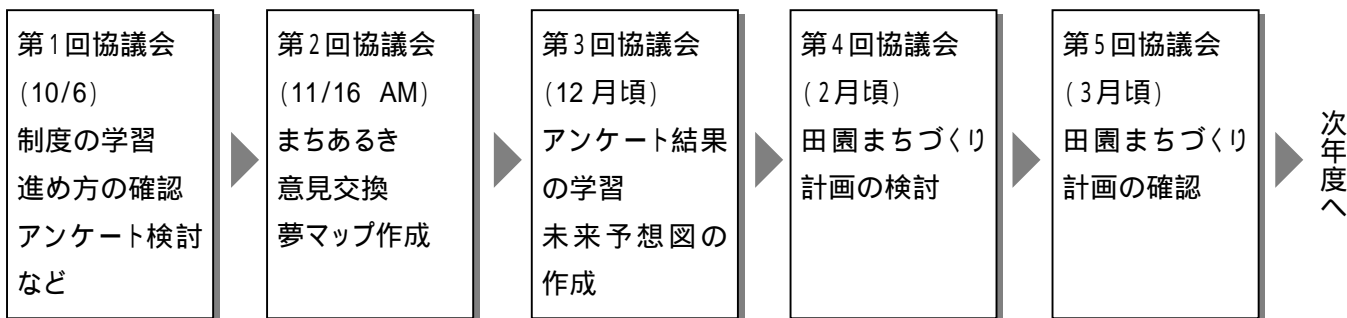 第1回協議会
(10/6)
制度の学習
進め方の確認
アンケート検討
など
第2回協議会
(11/16 AM)
まちあるき
意見交換
夢マップ作成
第3回協議会
(12月頃)
アンケート結果
の学習
未来予想図の
作成
第4回協議会
(2月頃)
田園まちづくり
計画の検討
第5回協議会
(3月頃)
田園まちづくり
計画の確認
次年度へ